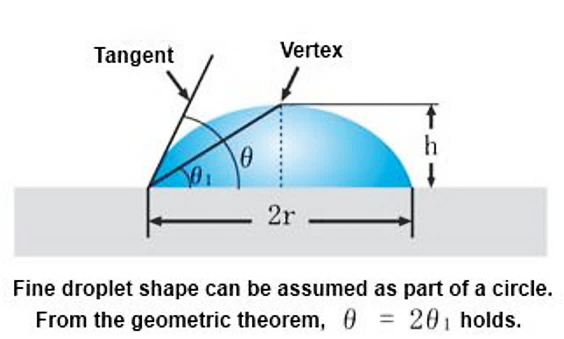 Tangent
Vertex
θ
θ₁
h
2r
Fine droplet shape can be assumed as part of a circle.
From the geometric theorem, θ = 2θ₁ holds.